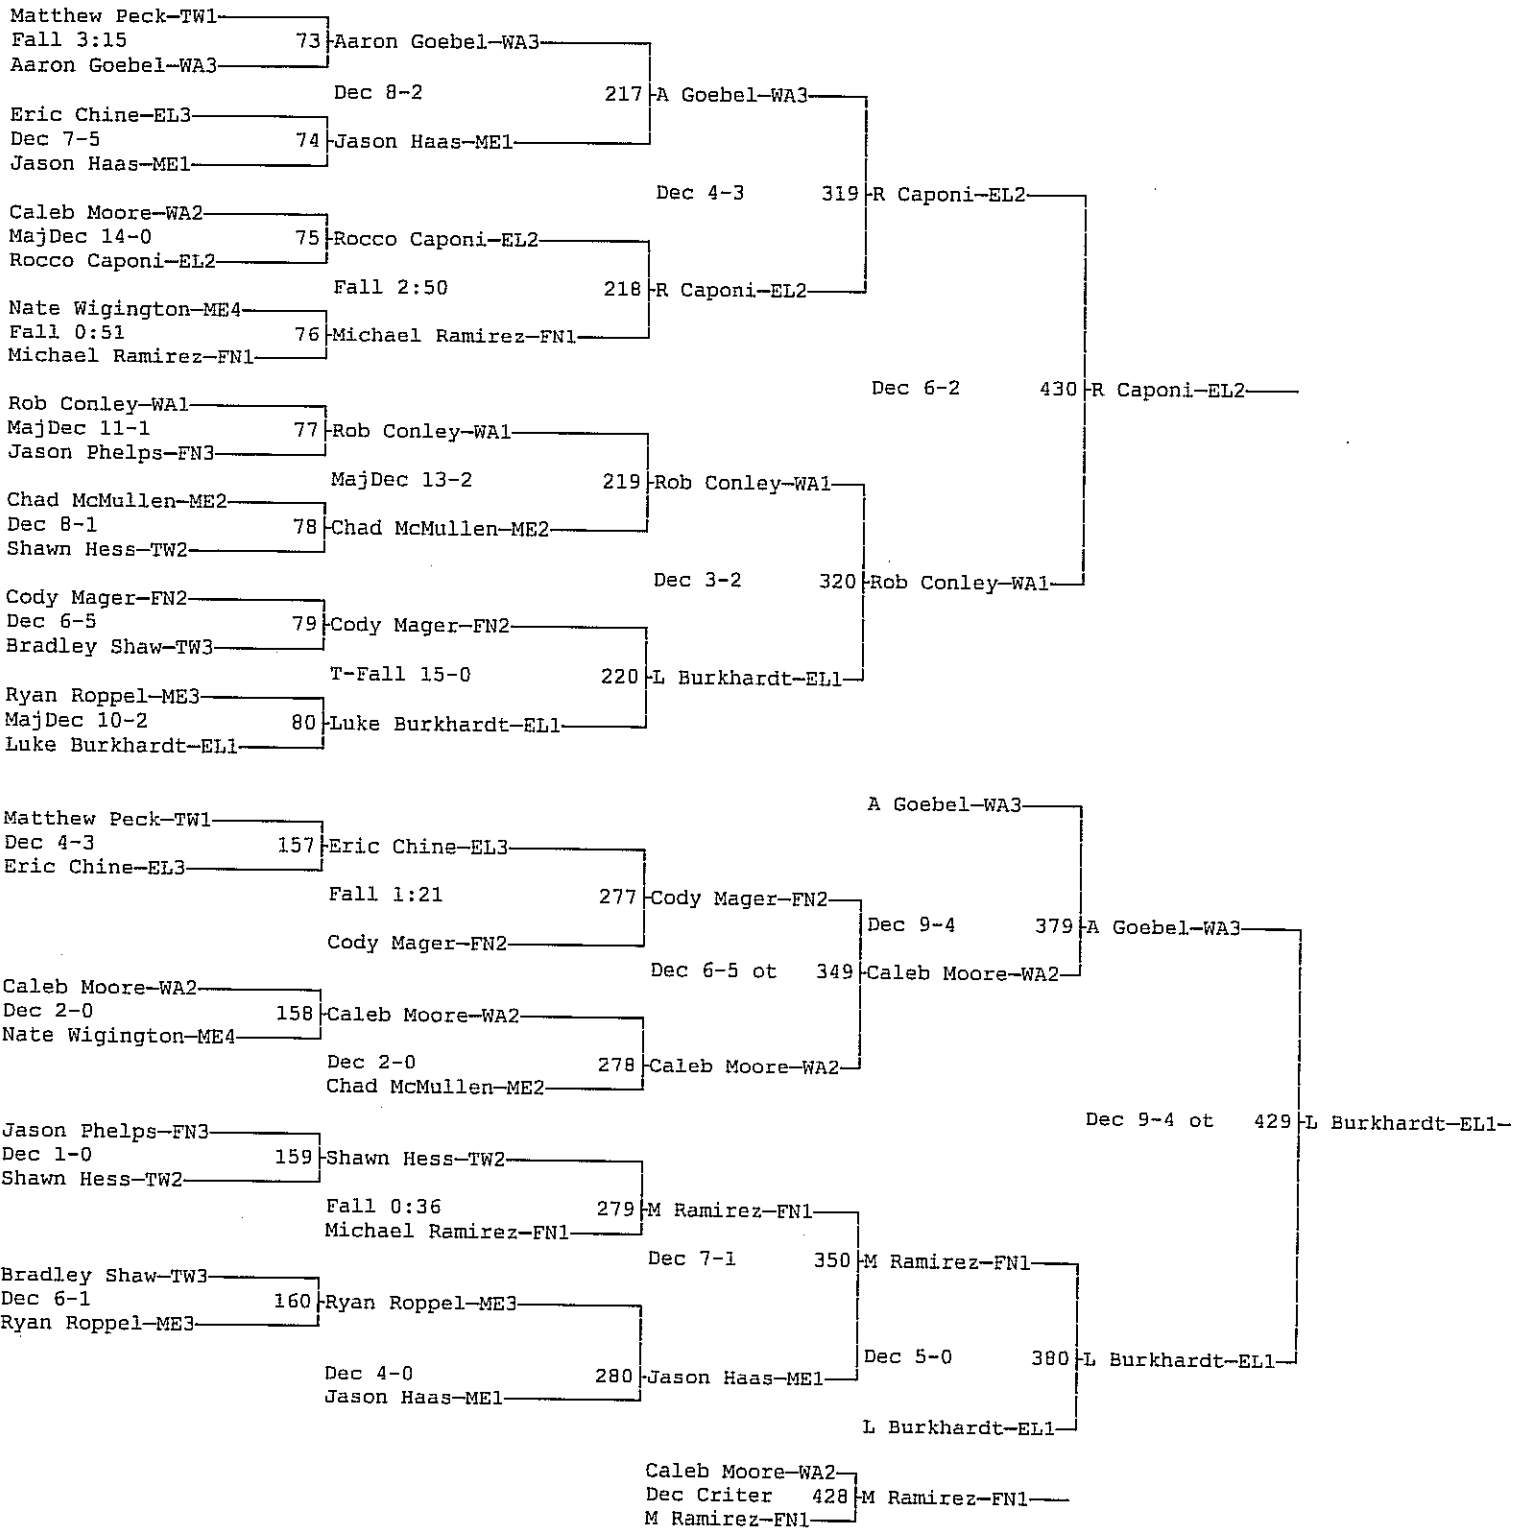 Matthew Peck—TW1
Fall 3:15 73 Aaron Goebel—WA3
Aaron Goebel—WA3
Dec 8-2 217 A Goebel—WA3
Eric Chine—EL3
Dec 7-5 74 Jason Haas—ME1
Jason Haas—ME1
Dec 4-3 319 R Caponi—EL2
Caleb Moore—WA2
MajDec 14-0 75 Rocco Caponi—EL2
Rocco Caponi—EL2
Fall 2:50 218 R Caponi—EL2
Nate Wigington—ME4
Fall 0:51 76 Michael Ramirez—FN1
Michael Ramirez—FN1
Dec 6-2 430 R Caponi—EL2
Rob Conley—WA1
MajDec 11-1 77 Rob Conley—WA1
Jason Phelps—FN3
MajDec 13-2 219 Rob Conley—WA1
Chad McMullen—ME2
Dec 8-1 78 Chad McMullen—ME2
Shawn Hess—TW2
Dec 3-2 320 Rob Conley—WA1
Cody Mager—FN2
Dec 6-5 79 Cody Mager—FN2
Bradley Shaw—TW3
T-Fall 15-0 220 L Burkhardt—EL1
Ryan Roppel—ME3
MajDec 10-2 80 Luke Burkhardt—EL1
Luke Burkhardt—EL1
A Goebel—WA3
Matthew Peck—TW1
Dec 4-3 157 Eric Chine—EL3
Eric Chine—EL3
Fall 1:21 277 Cody Mager—FN2
Dec 9-4 379 A Goebel—WA3
Cody Mager—FN2
Dec 6-5 ot 349 Caleb Moore—WA2
Caleb Moore—WA2
Dec 2-0 158 Caleb Moore—WA2
Nate Wigington—ME4
Dec 2-0 278 Caleb Moore—WA2
Chad McMullen—ME2
Dec 9-4 ot 429 L Burkhardt—EL1
Jason Phelps—FN3
Dec 1-0 159 Shawn Hess—TW2
Shawn Hess—TW2
Fall 0:36 279 M Ramirez—FN1
Michael Ramirez—FN1
Dec 7-1 350 M Ramirez—FN1
Bradley Shaw—TW3
Dec 6-1 160 Ryan Roppel—ME3
Ryan Roppel—ME3
Dec 5-0 380 L Burkhardt—EL1
Dec 4-0 280 Jason Haas—ME1
Jason Haas—ME1
L Burkhardt—EL1
Caleb Moore—WA2
Dec Criter 428 M Ramirez—FN1
M Ramirez—FN1